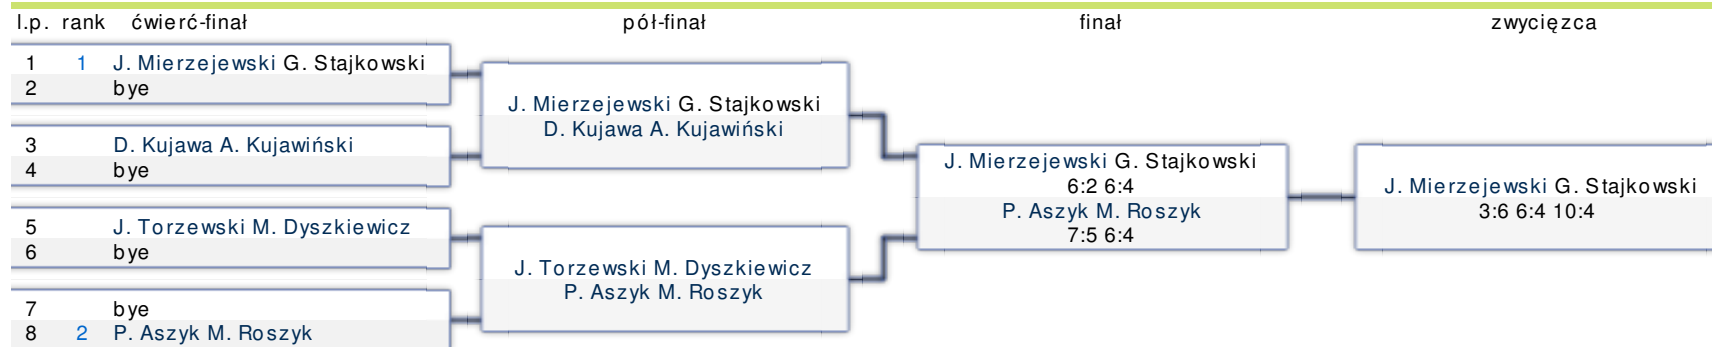 l.p. rank ćwierć-finał pół-finał finał zwycięzca
1 1 J. Mierzejewski G. Stajkowski
2 bye
3 D. Kujawa A. Kujawiński
4 bye
5 J. Torzewski M. Dyszkiewicz
6 bye
7 bye
8 2 P. Aszyk M. Roszyk
J. Mierzejewski G. Stajkowski
D. Kujawa A. Kujawiński
J. Torzewski M. Dyszkiewicz
P. Aszyk M. Roszyk
J. Mierzejewski G. Stajkowski
6:2 6:4
P. Aszyk M. Roszyk
7:5 6:4
J. Mierzejewski G. Stajkowski
3:6 6:4 10:4